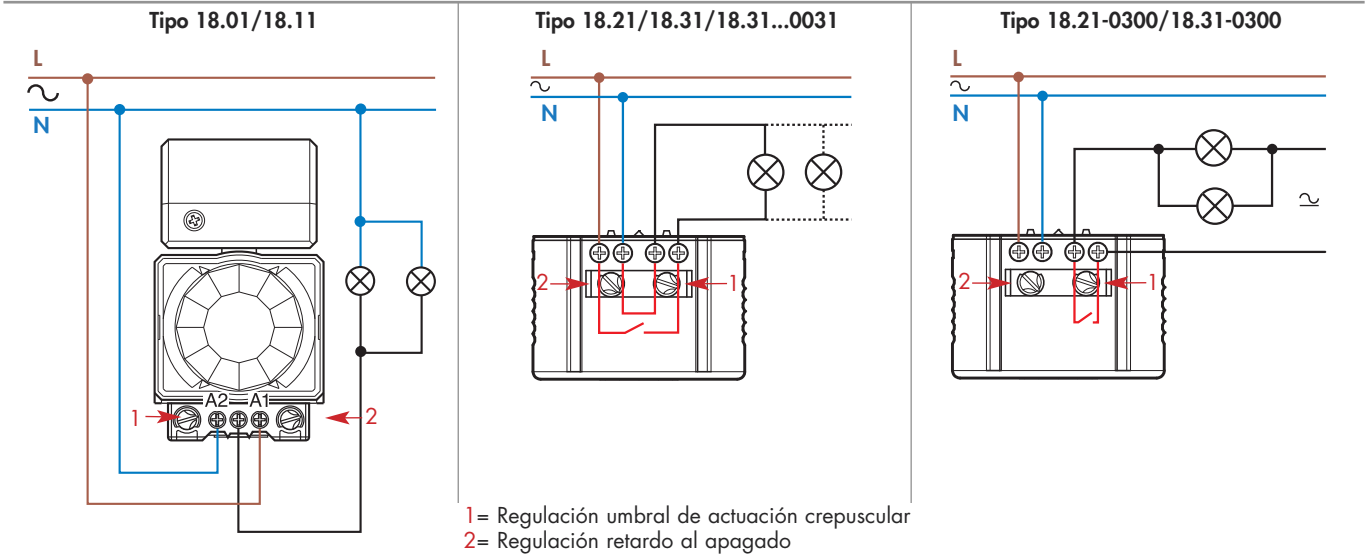 Tipo 18.01/18.11
L
N
A2 A1
1
2
Tipo 18.21/18.31/18.31...0031
L
N
2
1
Tipo 18.21-0300/18.31-0300
L
N
2
1
1= Regulación umbral de actuación crepuscular
2= Regulación retardo al apagado